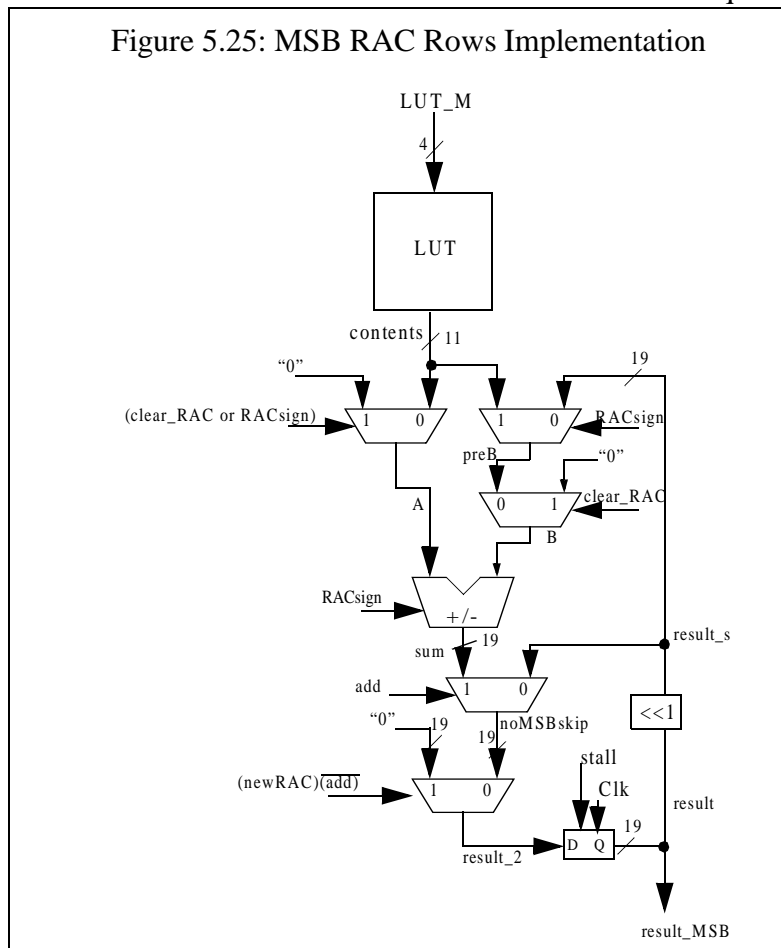 Figure 5.25: MSB RAC Rows Implementation
LUT_M
4
LUT
contents
11
"0"
19
(clear_RAC or RACsign)
1 0
1 0
RACsign
preB
"0"
0 1
clear_RAC
A
B
RACsign
+/-
sum
19
result_s
add
1 0
<<1
"0"
19
19
noMSBskip
stall
(newRAC)(a̅d̅d̅)
1 0
Clk
result
D Q
19
result_2
result_MSB